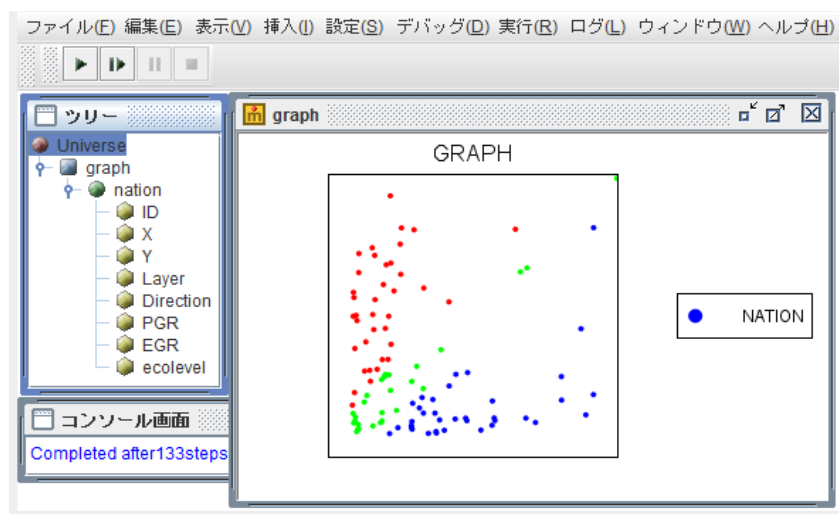 ファイル(F) 編集(E) 表示(V) 挿入(I) 設定(S) デバッグ(D) 実行(R) ログ(L) ウィンドウ(W) ヘルプ(H)
ツリー
Universe
graph
nation
ID
X
Y
Layer
Direction
PGR
EGR
ecolevel
コンソール画面
Completed after133steps
graph
GRAPH
NATION